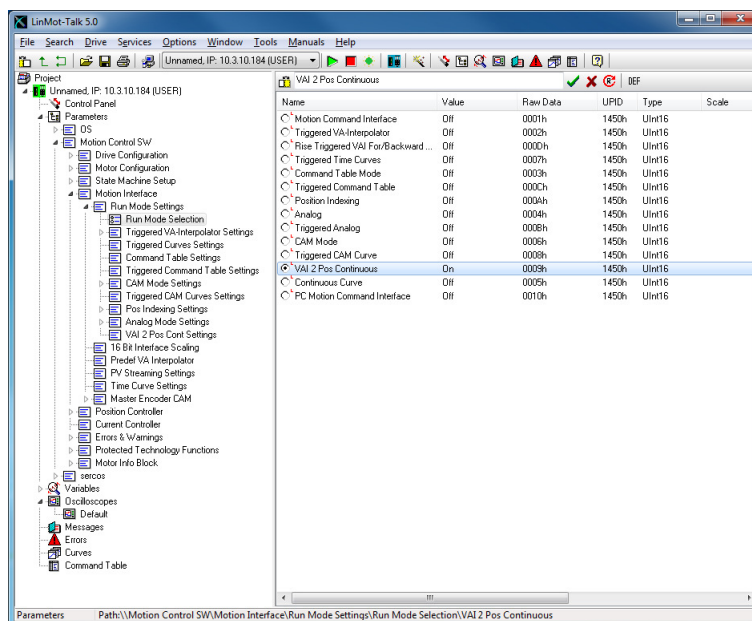 LinMot-Talk 5.0
File Search Drive Services Options Window Tools Manuals Help
Unnamed, IP: 10.3.10.184 (USER)
Project
Unnamed, IP: 10.3.10.184 (USER)
Control Panel
Parameters
OS
Motion Control SW
Drive Configuration
Motor Configuration
State Machine Setup
Motion Interface
Run Mode Settings
Run Mode Selection
Triggered VA-Interpolator Settings
Triggered Curves Settings
Command Table Settings
Triggered Command Table Settings
CAM Mode Settings
Triggered CAM Curves Settings
Pos Indexing Settings
Analog Mode Settings
VAI 2 Pos Cont Settings
16 Bit Interface Scaling
Predef VA Interpolator
PV Streaming Settings
Time Curve Settings
Master Encoder CAM
Position Controller
Current Controller
Errors & Warnings
Protected Technology Functions
Motor Info Block
sercos
Variables
Oscilloscopes
Default
Messages
Errors
Curves
Command Table
VAI 2 Pos Continuous DEF
Name Value Raw Data UPID Type Scale
Motion Command Interface Off 0001h 1450h UInt16
Triggered VA-Interpolator Off 0002h 1450h UInt16
Rise Triggered VAI For/Backward ... Off 000Dh 1450h UInt16
Triggered Time Curves Off 0007h 1450h UInt16
Command Table Mode Off 0003h 1450h UInt16
Triggered Command Table Off 000Ch 1450h UInt16
Position Indexing Off 000Ah 1450h UInt16
Analog Off 0004h 1450h UInt16
Triggered Analog Off 000Bh 1450h UInt16
CAM Mode Off 0006h 1450h UInt16
Triggered CAM Curve Off 0008h 1450h UInt16
VAI 2 Pos Continuous On 0009h 1450h UInt16
Continuous Curve Off 0005h 1450h UInt16
PC Motion Command Interface Off 0010h 1450h UInt16
Parameters Path:\\Motion Control SW\Motion Interface\Run Mode Settings\Run Mode Selection\VAI 2 Pos Continuous